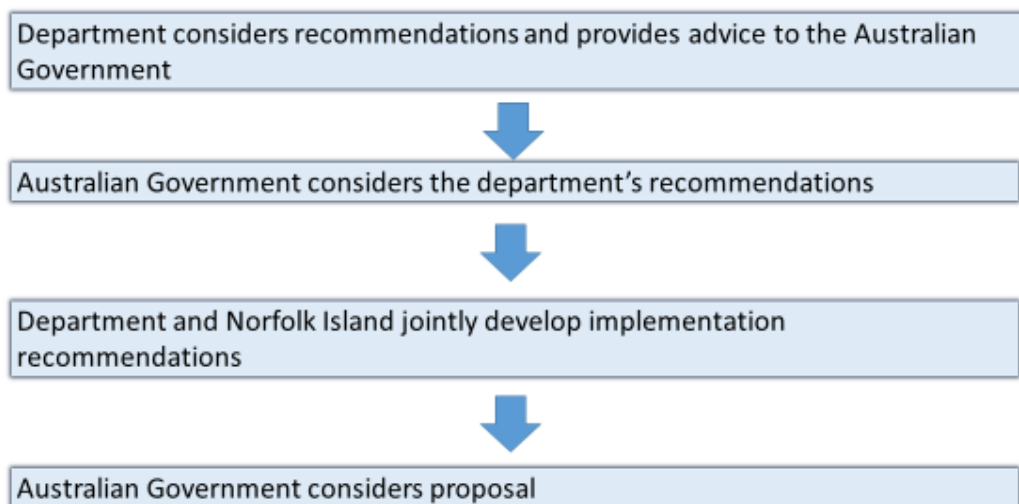 Department considers recommendations and provides advice to the Australian
Government
Australian Government considers the department’s recommendations
Department and Norfolk Island jointly develop implementation
recommendations
Australian Government considers proposal